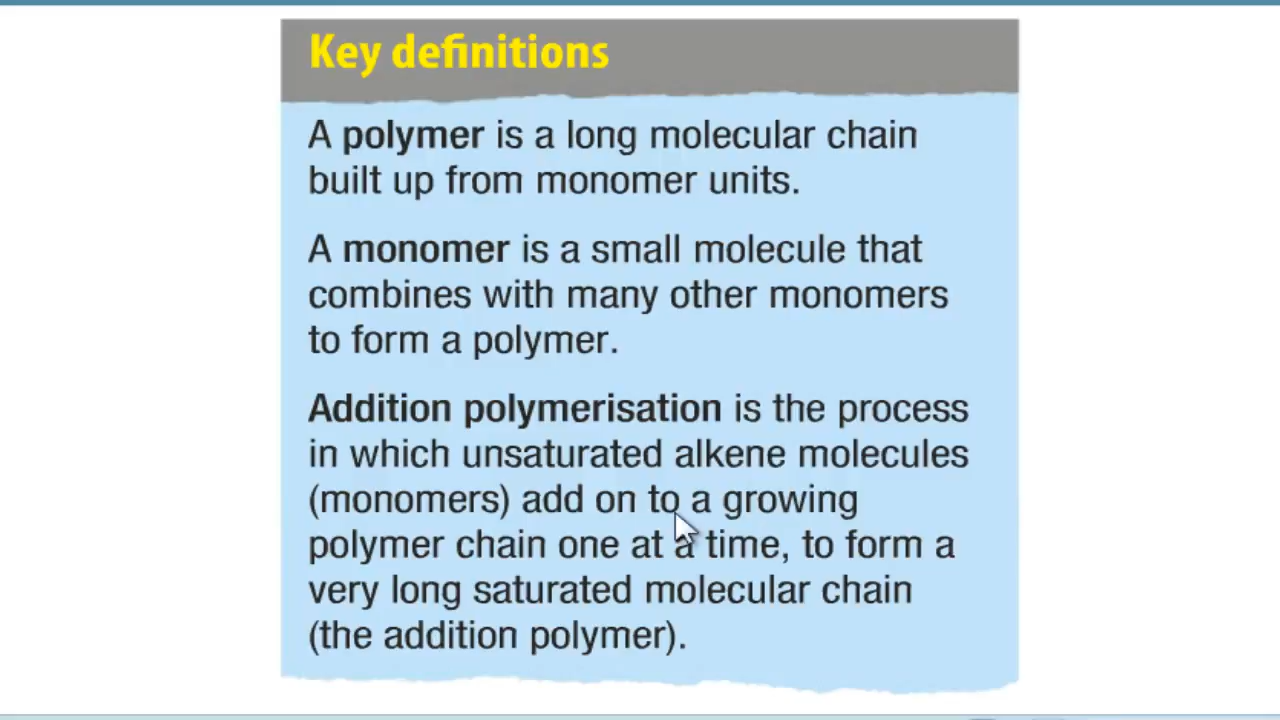 Key definitions
A polymer is a long molecular chain
built up from monomer units.
A monomer is a small molecule that
combines with many other monomers
to form a polymer.
Addition polymerisation is the process
in which unsaturated alkene molecules
(monomers) add on to a growing
polymer chain one at a time, to form a
very long saturated molecular chain
(the addition polymer).